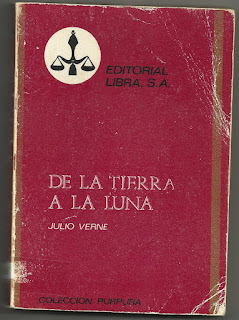 EDITORIAL
LIBRA, S.A.
DE LA TIERRA
A LA LUNA
JULIO VERNE
COLECCION PURPURA